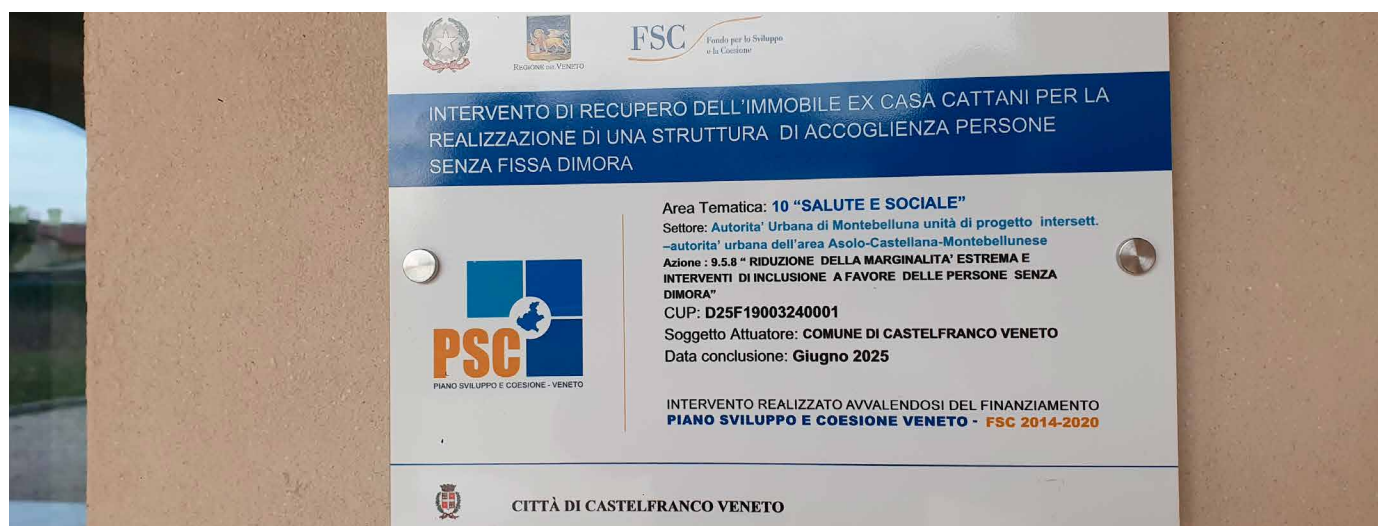 REGIONE DEL VENETO
FSC
Fondo per lo Sviluppo
e la Coesione
INTERVENTO DI RECUPERO DELL'IMMOBILE EX CASA CATTANI PER LA
REALIZZAZIONE DI UNA STRUTTURA DI ACCOGLIENZA PERSONE
SENZA FISSA DIMORA
Area Tematica: 10 “SALUTE E SOCIALE”
Settore: Autorita' Urbana di Montebelluna unità di progetto intersett.
–autorita' urbana dell'area Asolo-Castellana-Montebellunese
Azione : 9.5.8 “ RIDUZIONE DELLA MARGINALITA' ESTREMA E
INTERVENTI DI INCLUSIONE A FAVORE DELLE PERSONE SENZA
DIMORA”
CUP: D25F19003240001
Soggetto Attuatore: COMUNE DI CASTELFRANCO VENETO
Data conclusione: Giugno 2025
PSC
PIANO SVILUPPO E COESIONE - VENETO
INTERVENTO REALIZZATO AVVALENDOSI DEL FINANZIAMENTO
PIANO SVILUPPO E COESIONE VENETO - FSC 2014-2020
CITTÀ DI CASTELFRANCO VENETO